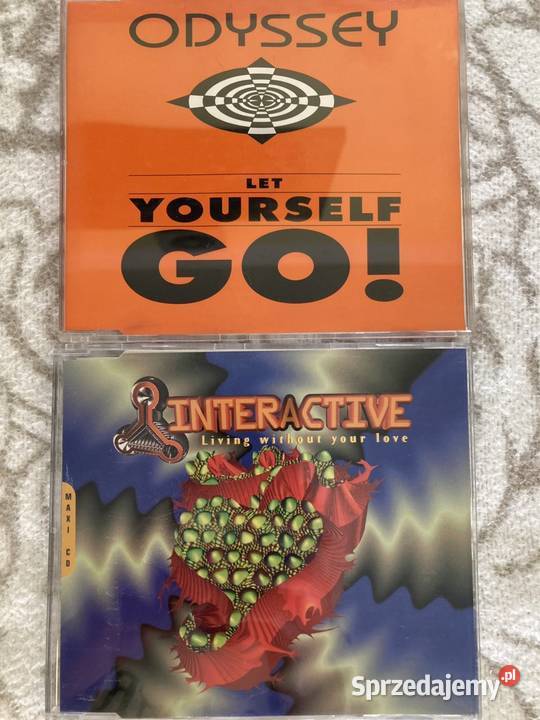 ODYSSEY
LET
YOURSELF
GO!
INTERACTIVE
Living without your love
MAXI CD
Sprzedajemy.pl